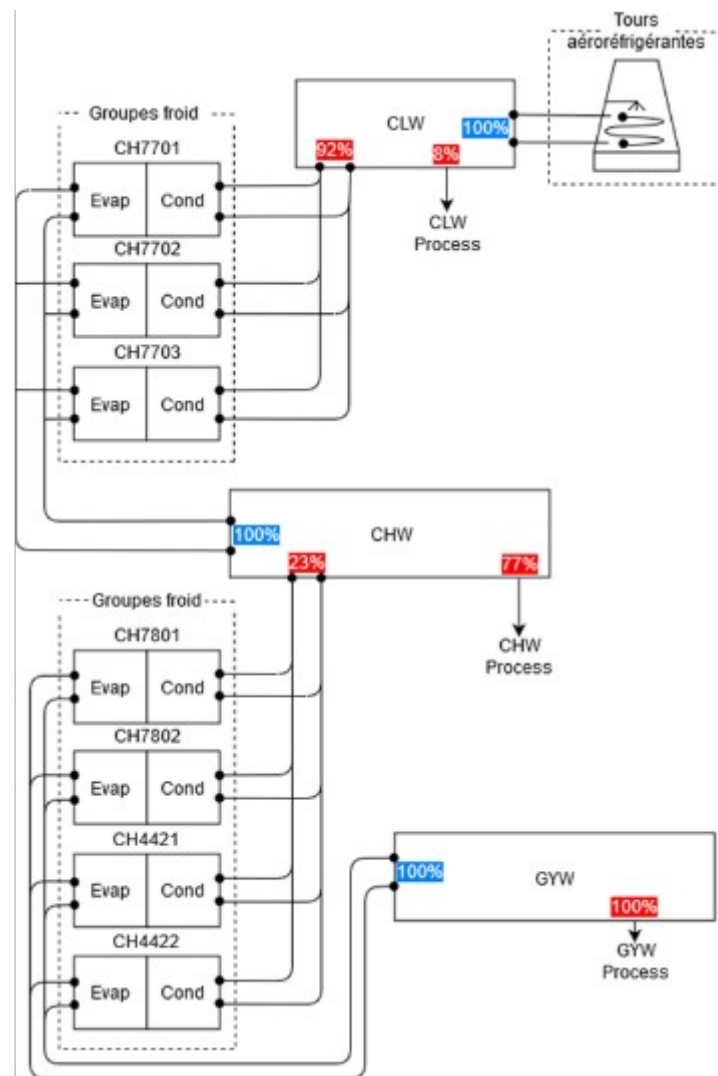 Tours
aéroréfrigérantes
CLW
100%
92%
8%
CLW
Process
Groupes froid
CH7701
Evap
Cond
CH7702
Evap
Cond
CH7703
Evap
Cond
CHW
100%
23%
77%
CHW
Process
Groupes froid
CH7801
Evap
Cond
CH7802
Evap
Cond
CH4421
Evap
Cond
CH4422
Evap
Cond
GYW
100%
100%
GYW
Process